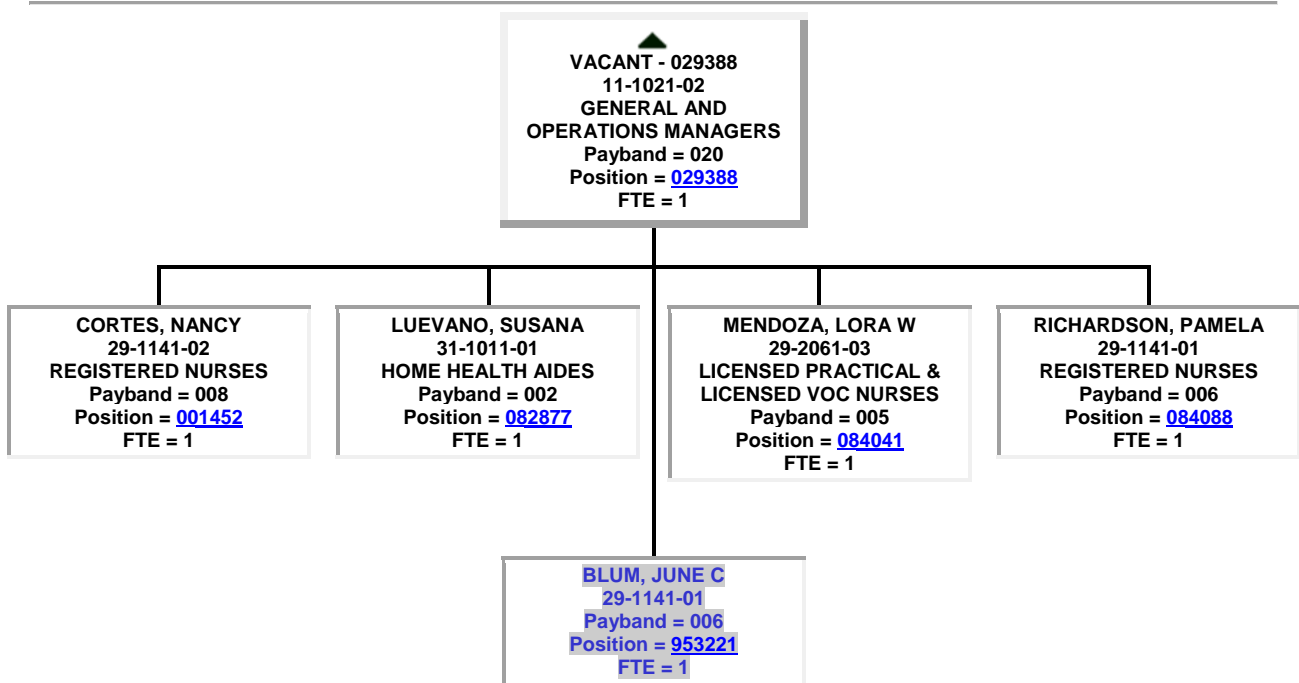 VACANT - 029388
11-1021-02
GENERAL AND
OPERATIONS MANAGERS
Payband = 020
Position = 029388
FTE = 1
CORTES, NANCY
29-1141-02
REGISTERED NURSES
Payband = 008
Position = 001452
FTE = 1
LUEVANO, SUSANA
31-1011-01
HOME HEALTH AIDES
Payband = 002
Position = 082877
FTE = 1
MENDOZA, LORA W
29-2061-03
LICENSED PRACTICAL &
LICENSED VOC NURSES
Payband = 005
Position = 084041
FTE = 1
RICHARDSON, PAMELA
29-1141-01
REGISTERED NURSES
Payband = 006
Position = 084088
FTE = 1
BLUM, JUNE C
29-1141-01
Payband = 006
Position = 953221
FTE = 1